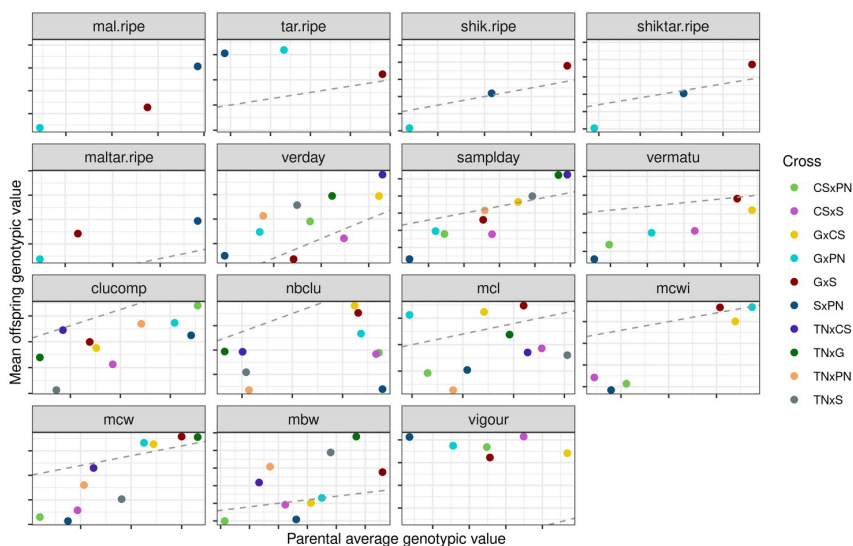 mal.ripe
tar.ripe
shik.ripe
shiktar.ripe
maltar.ripe
verday
samplday
vermatu
clucomp
nbclu
mcl
mcwi
mcw
mbw
vigour
Mean offspring genotypic value
Parental average genotypic value
Cross
CSxPN
CSxS
GxCS
GxPN
GxS
SxPN
TNxCS
TNxG
TNxPN
TNxS